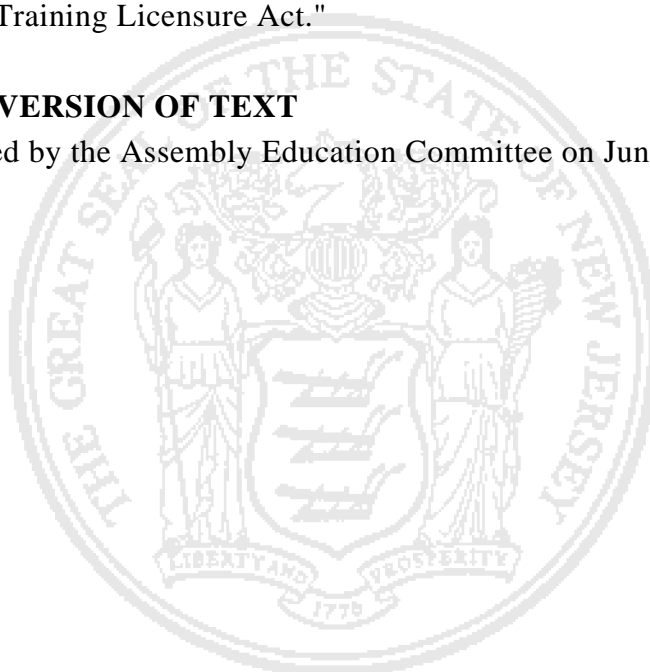 Training Licensure Act."
VERSION OF TEXT
ed by the Assembly Education Committee on Jun
THE GREAT SEAL OF THE STATE OF NEW JERSEY
LIBERTY AND PROSPERITY
1776